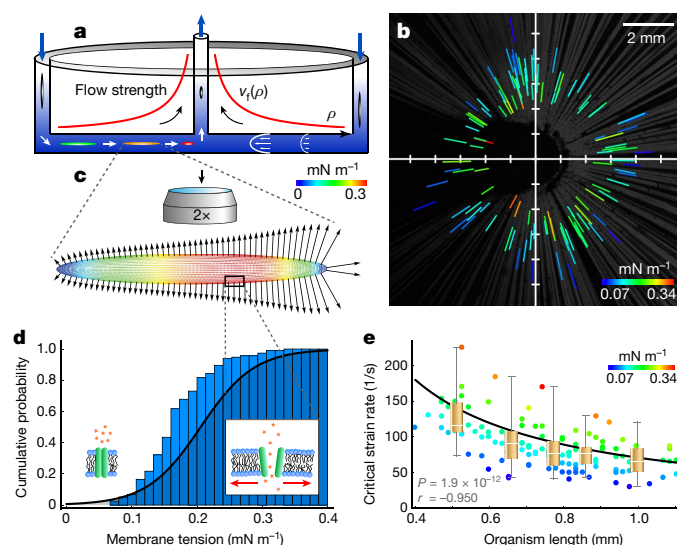 a
Flow strength
v_f(ρ)
ρ
b
2 mm
mN m⁻¹
0.07 0.34
c
mN m⁻¹
0 0.3
2×
d
1.0
0.8
0.6
0.4
0.2
0
Cumulative probability
0 0.1 0.2 0.3 0.4
Membrane tension (mN m⁻¹)
e
mN m⁻¹
0.07 0.34
200
150
100
50
0
Critical strain rate (1/s)
P = 1.9 × 10⁻¹²
r = −0.950
0.4 0.6 0.8 1.0
Organism length (mm)